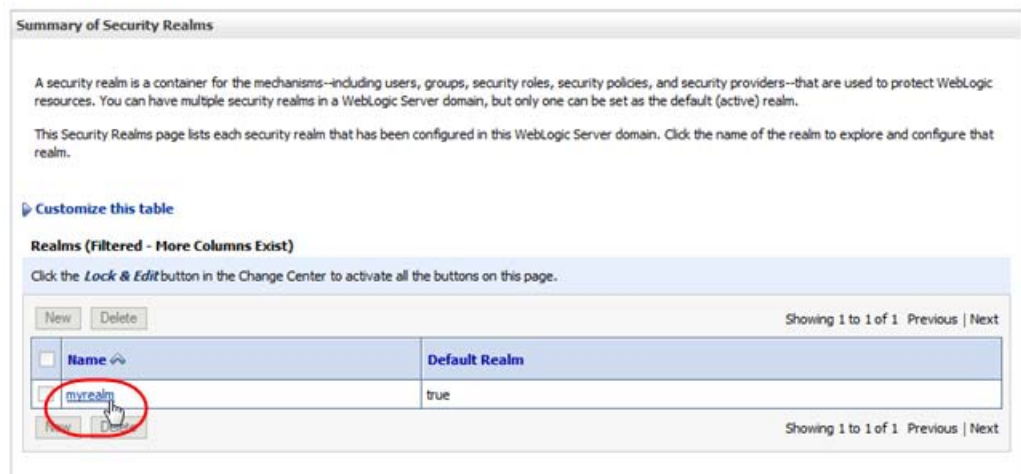 Summary of Security Realms
A security realm is a container for the mechanisms--including users, groups, security roles, security policies, and security providers--that are used to protect WebLogic
resources. You can have multiple security realms in a WebLogic Server domain, but only one can be set as the default (active) realm.
This Security Realms page lists each security realm that has been configured in this WebLogic Server domain. Click the name of the realm to explore and configure that
realm.
Customize this table
Realms (Filtered - More Columns Exist)
Click the Lock & Edit button in the Change Center to activate all the buttons on this page.
New Delete Showing 1 to 1 of 1 Previous | Next
Name Default Realm
myrealm true
New Delete Showing 1 to 1 of 1 Previous | Next